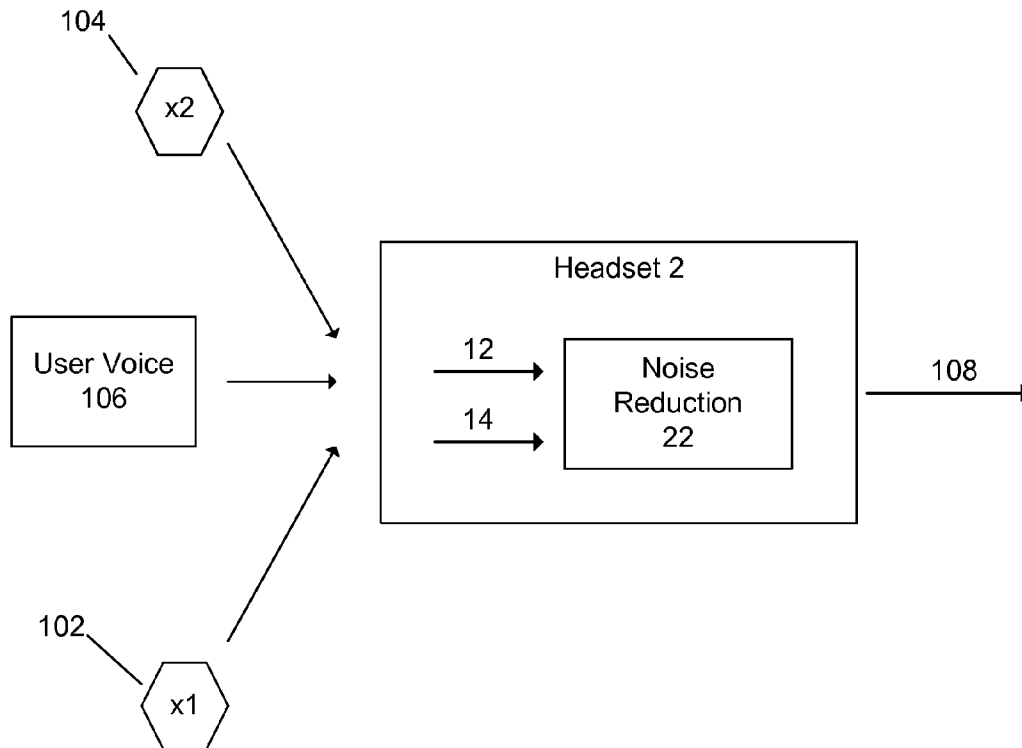 104
x2
Headset 2
User Voice
106
12
14
Noise
Reduction
22
108
102
x1